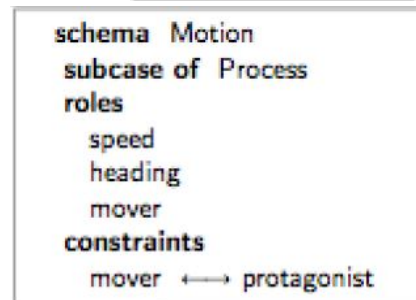 schema Motion
subcase of Process
roles
speed
heading
mover
constraints
mover ⟷ protagonist